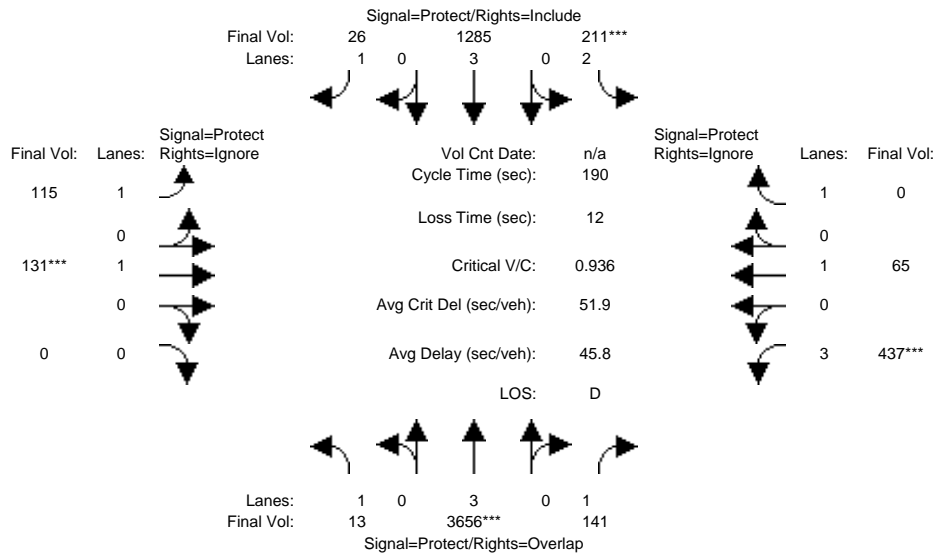 Signal=Protect/Rights=Include
Final Vol: 26 1285 211***
Lanes: 1 0 3 0 2
Signal=Protect Signal=Protect
Final Vol: Lanes: Rights=Ignore Vol Cnt Date: n/a Rights=Ignore Lanes: Final Vol:
Cycle Time (sec): 190
115 1 1 0
Loss Time (sec): 12
0 0
131*** 1 Critical V/C: 0.936 1 65
0 Avg Crit Del (sec/veh): 51.9 0
0 0 Avg Delay (sec/veh): 45.8 3 437***
LOS: D
Lanes: 1 0 3 0 1
Final Vol: 13 3656*** 141
Signal=Protect/Rights=Overlap